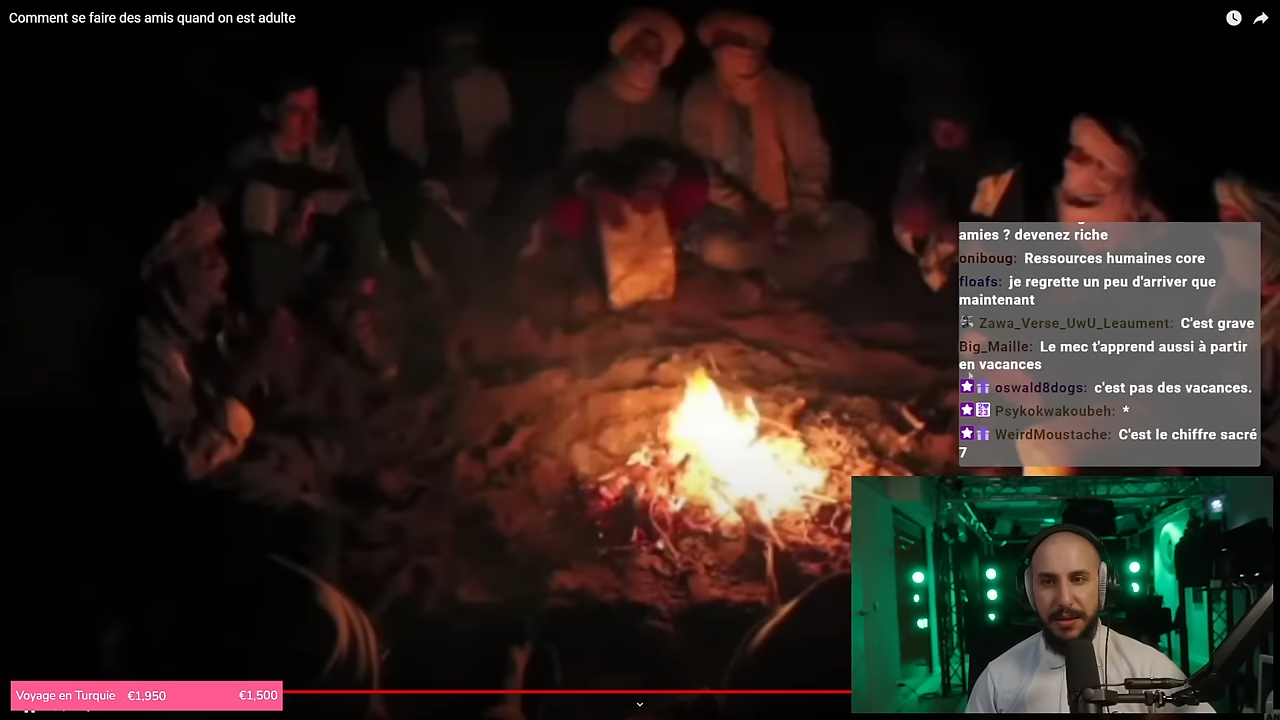 Comment se faire des amis quand on est adulte
amies ? devenez riche
oniboug: Ressources humaines core
floafs: je regrette un peu d'arriver que
maintenant
Zawa_Verse_UwU_Leaument: C'est grave
Big_Maille: Le mec t'apprend aussi à partir
en vacances
oswald8dogs: c'est pas des vacances.
Psykokwakoubeh: *
WeirdMoustache: C'est le chiffre sacré
7
Voyage en Turquie €1,950 €1,500